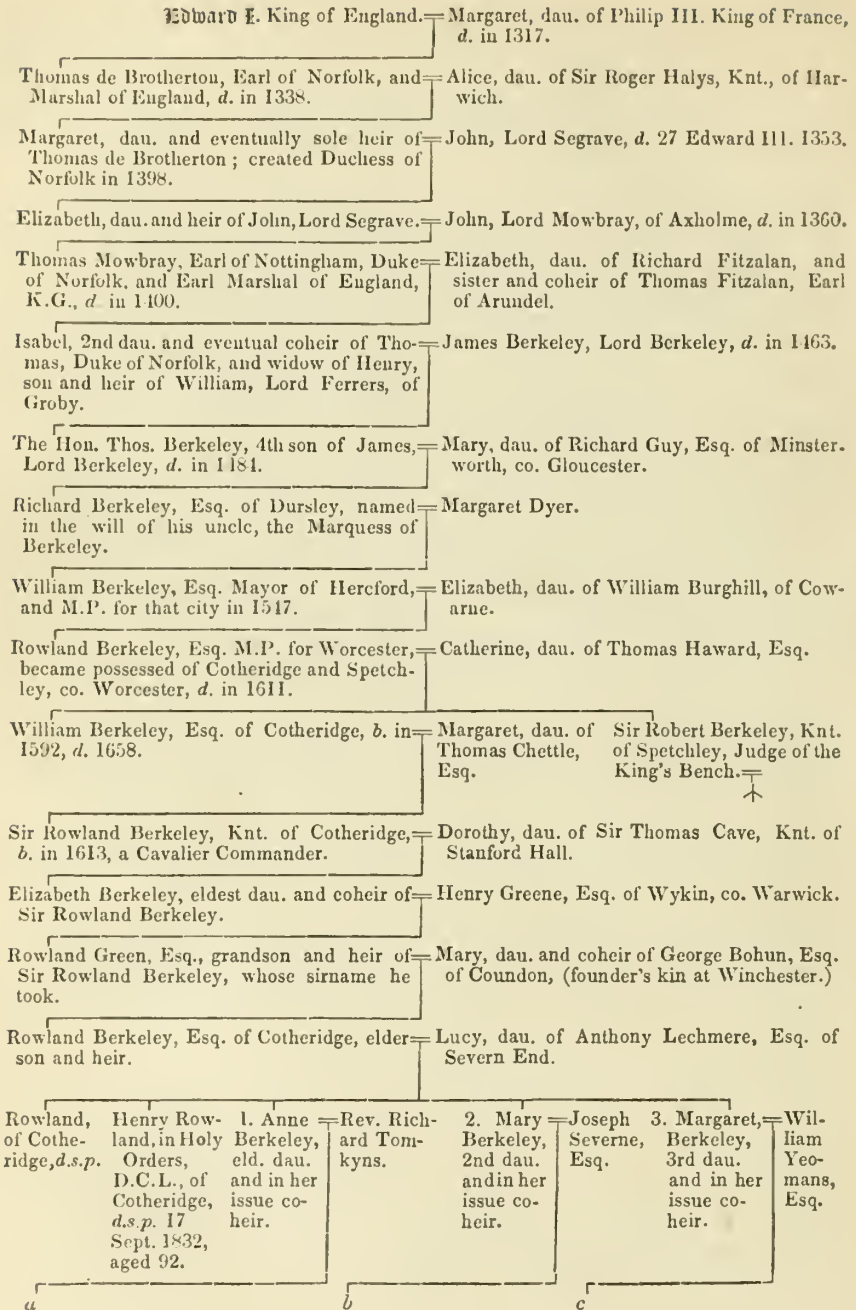 Edward I. King of England.=Margaret, dau. of Philip III. King of France,
d. in 1317.
Thomas de Brotherton, Earl of Norfolk, and=Alice, dau. of Sir Roger Halys, Knt., of Har-
Marshal of England, d. in 1338. wich.
Margaret, dau. and eventually sole heir of=John, Lord Segrave, d. 27 Edward III. 1353.
Thomas de Brotherton; created Duchess of
Norfolk in 1398.
Elizabeth, dau. and heir of John, Lord Segrave.=John, Lord Mowbray, of Axholme, d. in 1360.
Thomas Mowbray, Earl of Nottingham, Duke=Elizabeth, dau. of Richard Fitzalan, and
of Norfolk, and Earl Marshal of England, sister and coheir of Thomas Fitzalan, Earl
K.G., d. in 1400. of Arundel.
Isabel, 2nd dau. and eventual coheir of Tho-=James Berkeley, Lord Berkeley, d. in 1463.
mas, Duke of Norfolk, and widow of Henry,
son and heir of William, Lord Ferrers, of
Groby.
The Hon. Thos. Berkeley, 4th son of James,=Mary, dau. of Richard Guy, Esq. of Minster-
Lord Berkeley, d. in 1484. worth, co. Gloucester.
Richard Berkeley, Esq. of Dursley, named=Margaret Dyer.
in the will of his uncle, the Marquess of
Berkeley.
William Berkeley, Esq. Mayor of Hereford,=Elizabeth, dau. of William Burghill, of Cow-
and M.P. for that city in 1547. arne.
Rowland Berkeley, Esq. M.P. for Worcester,=Catherine, dau. of Thomas Haward, Esq.
became possessed of Cotheridge and Spetch-
ley, co. Worcester, d. in 1611.
William Berkeley, Esq. of Cotheridge, b. in=Margaret, dau. of Sir Robert Berkeley, Knt.
1592, d. 1658. Thomas Chettle, of Spetchley, Judge of the
Esq. King's Bench.=
Sir Rowland Berkeley, Knt. of Cotheridge,=Dorothy, dau. of Sir Thomas Cave, Knt. of
b. in 1613, a Cavalier Commander. Stanford Hall.
Elizabeth Berkeley, eldest dau. and coheir of=Henry Greene, Esq. of Wykin, co. Warwick.
Sir Rowland Berkeley.
Rowland Green, Esq., grandson and heir of=Mary, dau. and coheir of George Bohun, Esq.
Sir Rowland Berkeley, whose sirname he of Coundon, (founder's kin at Winchester.)
took.
Rowland Berkeley, Esq. of Cotheridge, elder=Lucy, dau. of Anthony Lechmere, Esq. of
son and heir. Severn End.
Rowland, Henry Row- 1. Anne=Rev. Rich- 2. Mary=Joseph 3. Margaret,=Wil-
of Cothe- land, in Holy Berkeley, ard Tom- Berkeley, Severne, Berkeley, liam
ridge, d.s.p. Orders, eld. dau. kyns. 2nd dau. Esq. 3rd dau. Yeo-
D.C.L., of and in her and in her and in her mans,
Cotheridge, issue co- issue co- issue co- Esq.
d.s.p. 17 heir. heir. heir.
Sept. 1832,
aged 92.
a b c